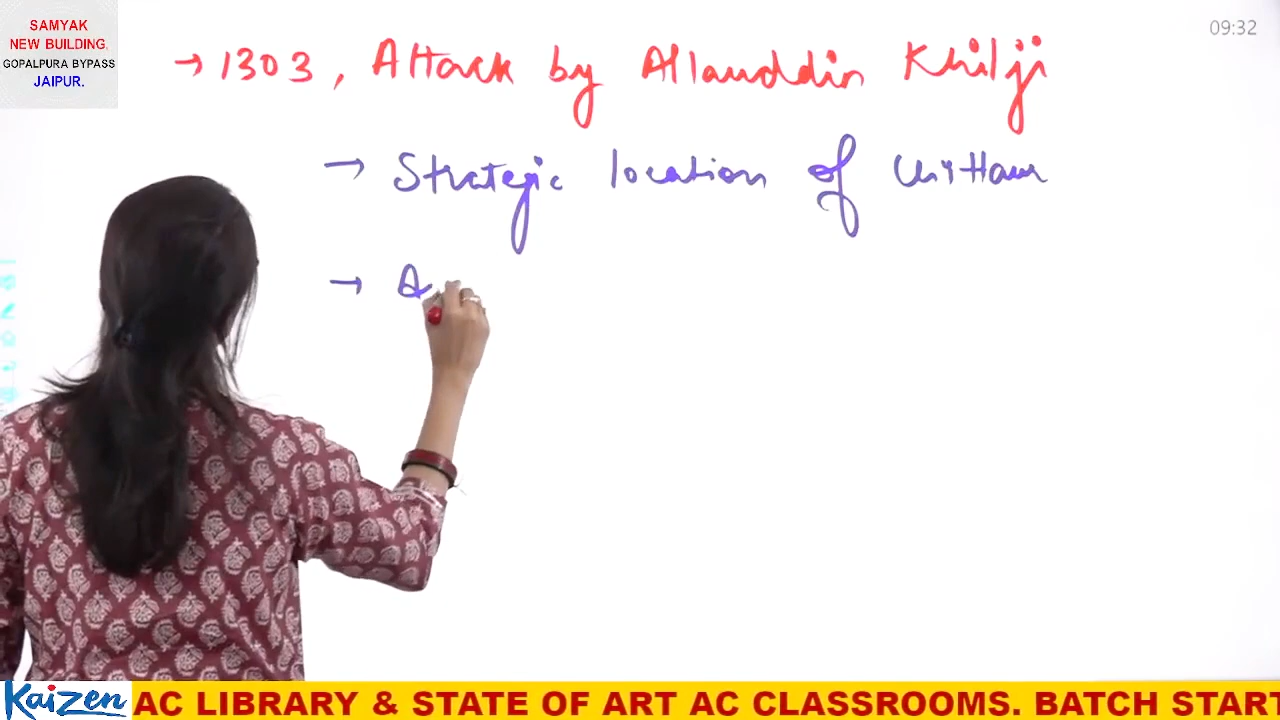 SAMYAK
NEW BUILDING,
GOPALPURA BYPASS
JAIPUR.
09:32
→ 1303, Attack by Allauddin Khilji
→ Strategic location of Chittaur
→ A
Kaizen AC LIBRARY & STATE OF ART AC CLASSROOMS. BATCH START